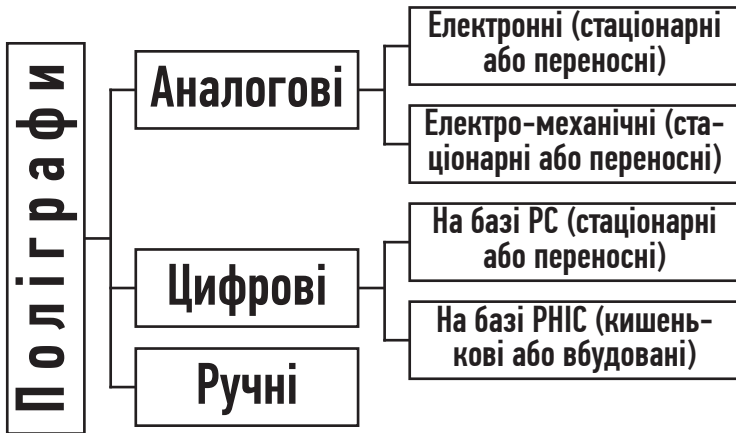 Поліграфи
Аналогові
Електронні (стаціонарні
або переносні)
Електро-механічні (ста-
ціонарні або переносні)
Цифрові
На базі PC (стаціонарні
або переносні)
На базі PHIC (кишень-
кові або вбудовані)
Ручні